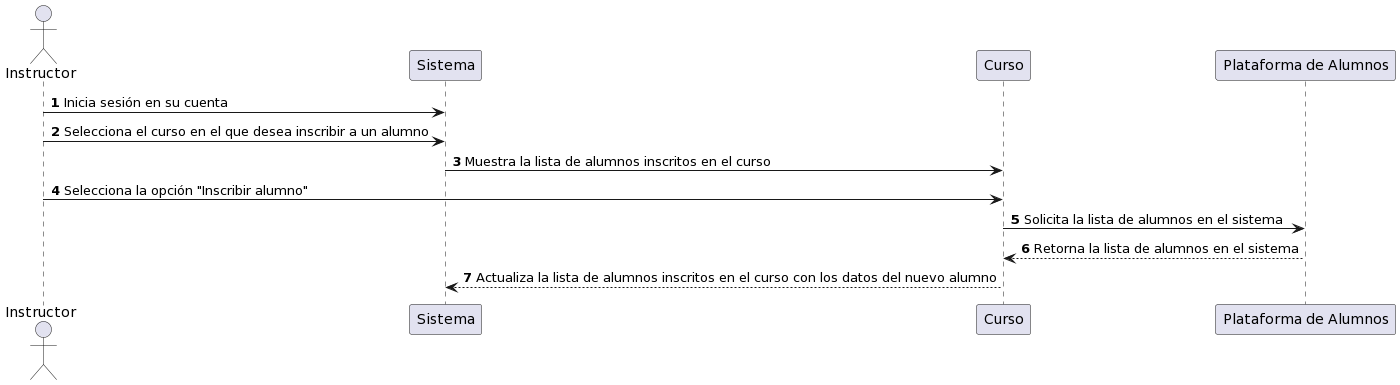 Instructor
Sistema
Curso
Plataforma de Alumnos
1 Inicia sesión en su cuenta
2 Selecciona el curso en el que desea inscribir a un alumno
3 Muestra la lista de alumnos inscritos en el curso
4 Selecciona la opción "Inscribir alumno"
5 Solicita la lista de alumnos en el sistema
6 Retorna la lista de alumnos en el sistema
7 Actualiza la lista de alumnos inscritos en el curso con los datos del nuevo alumno
Instructor
Sistema
Curso
Plataforma de Alumnos